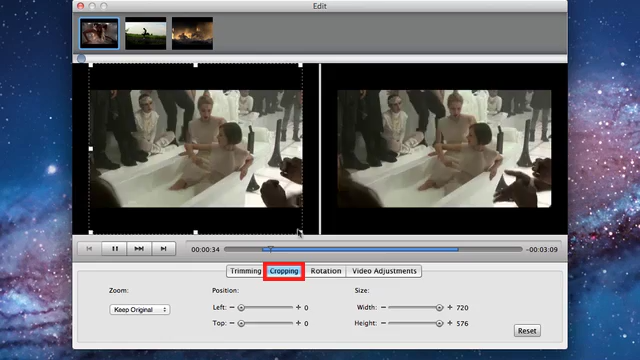 Edit
00:00:34
-00:03:09
Trimming Cropping Rotation Video Adjustments
Zoom: Position: Size:
Keep Original Left: 0 Width: 720
Top: 0 Height: 576
Reset